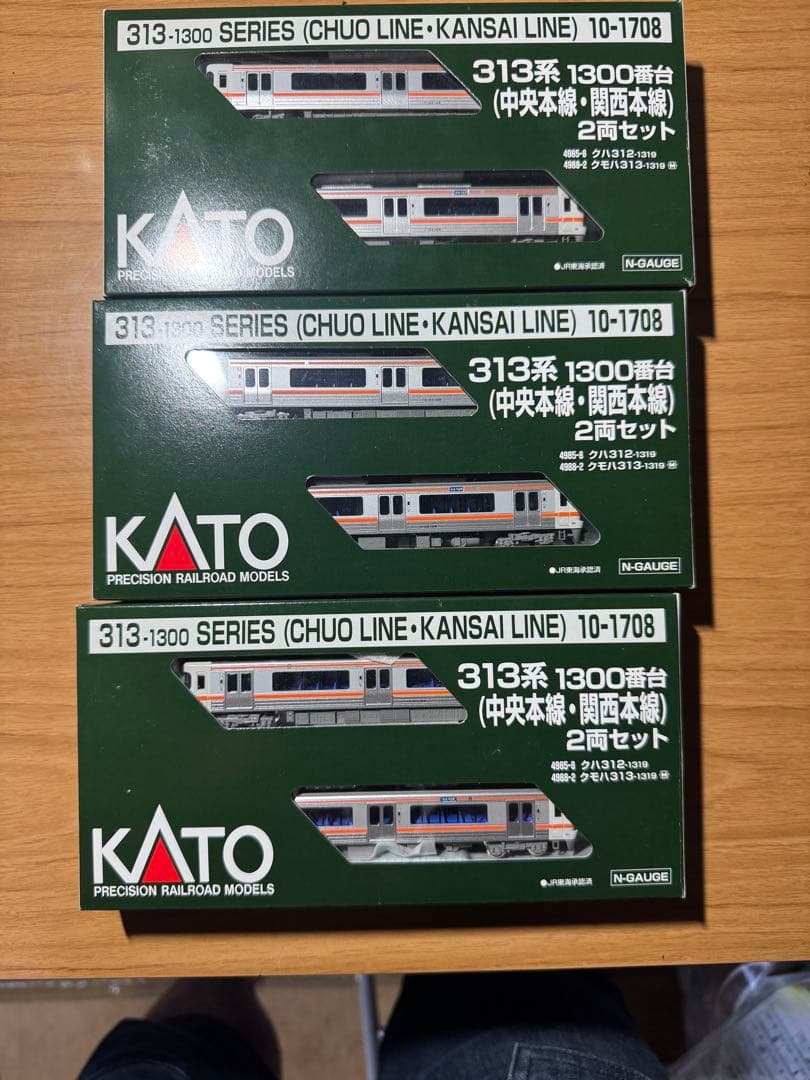 313-1300 SERIES (CHUO LINE・KANSAI LINE) 10-1708
313系 1300番台
(中央本線・関西本線)
2両セット
4985-8 クハ312-1319
4988-2 クモハ313-1319 M
KATO
PRECISION RAILROAD MODELS
●JR東海承認済
N-GAUGE
313-1300 SERIES (CHUO LINE・KANSAI LINE) 10-1708
313系 1300番台
(中央本線・関西本線)
2両セット
4985-8 クハ312-1319
4988-2 クモハ313-1319 M
KATO
PRECISION RAILROAD MODELS
●JR東海承認済
N-GAUGE
313-1300 SERIES (CHUO LINE・KANSAI LINE) 10-1708
313系 1300番台
(中央本線・関西本線)
2両セット
4985-8 クハ312-1319
4988-2 クモハ313-1319 M
KATO
PRECISION RAILROAD MODELS
●JR東海承認済
N-GAUGE